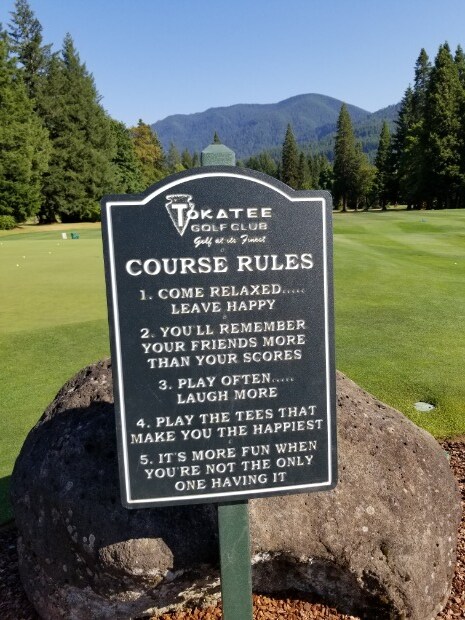 TOKATEE
GOLF CLUB
Golf at its Finest
COURSE RULES
1. COME RELAXED.....
LEAVE HAPPY
2. YOU'LL REMEMBER
YOUR FRIENDS MORE
THAN YOUR SCORES
3. PLAY OFTEN.....
LAUGH MORE
4. PLAY THE TEES THAT
MAKE YOU THE HAPPIEST
5. IT'S MORE FUN WHEN
YOU'RE NOT THE ONLY
ONE HAVING IT